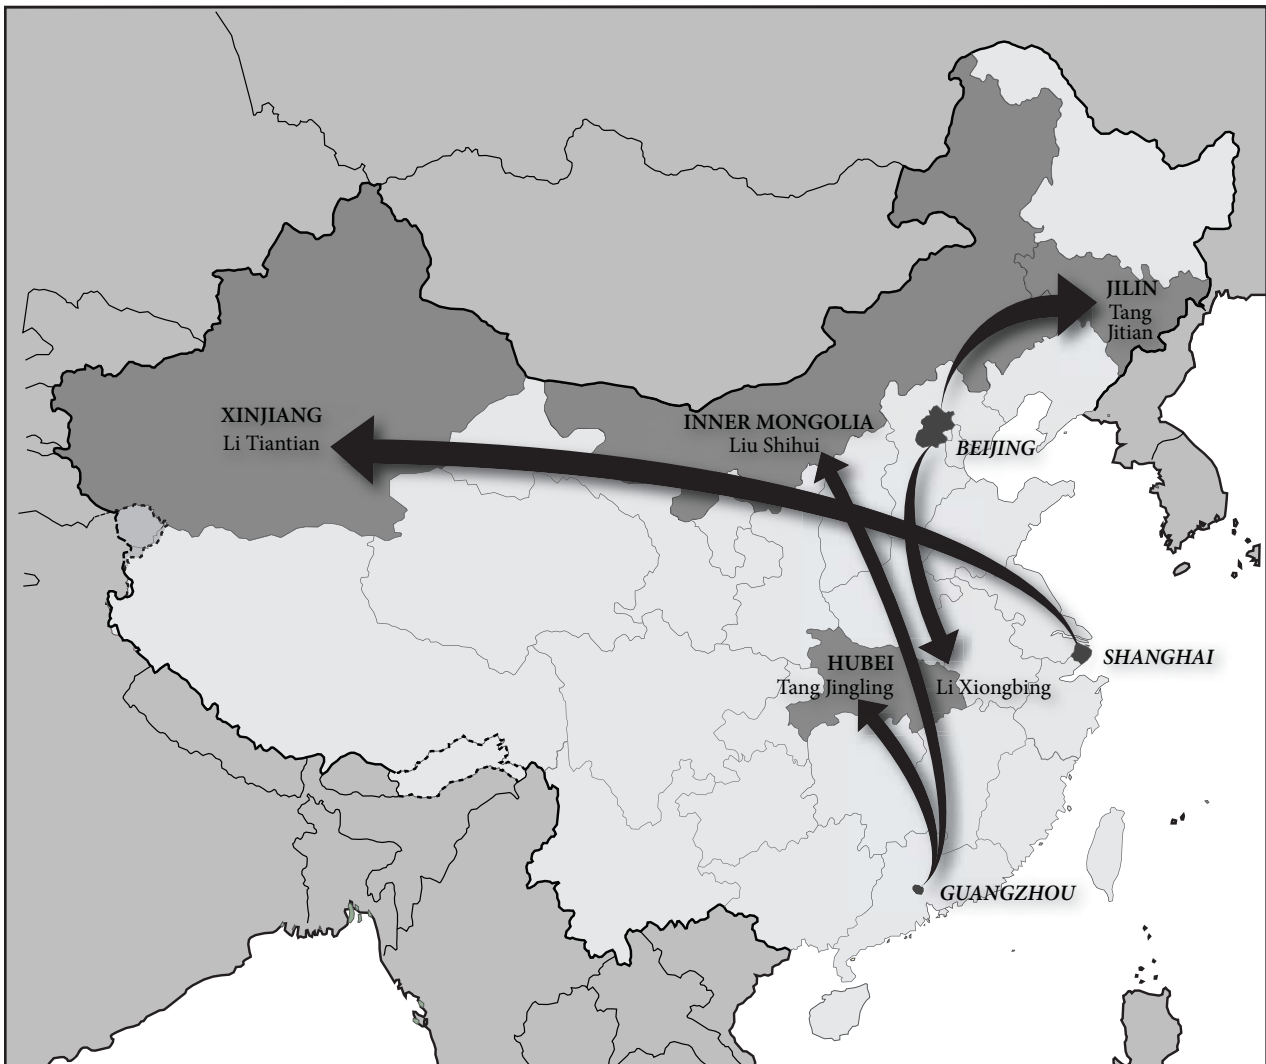 JILIN
Tang
Jitian
XINJIANG
Li Tiantian
INNER MONGOLIA
Liu Shihui
BEIJING
SHANGHAI
HUBEI
Tang Jingling
Li Xiongbing
GUANGZHOU